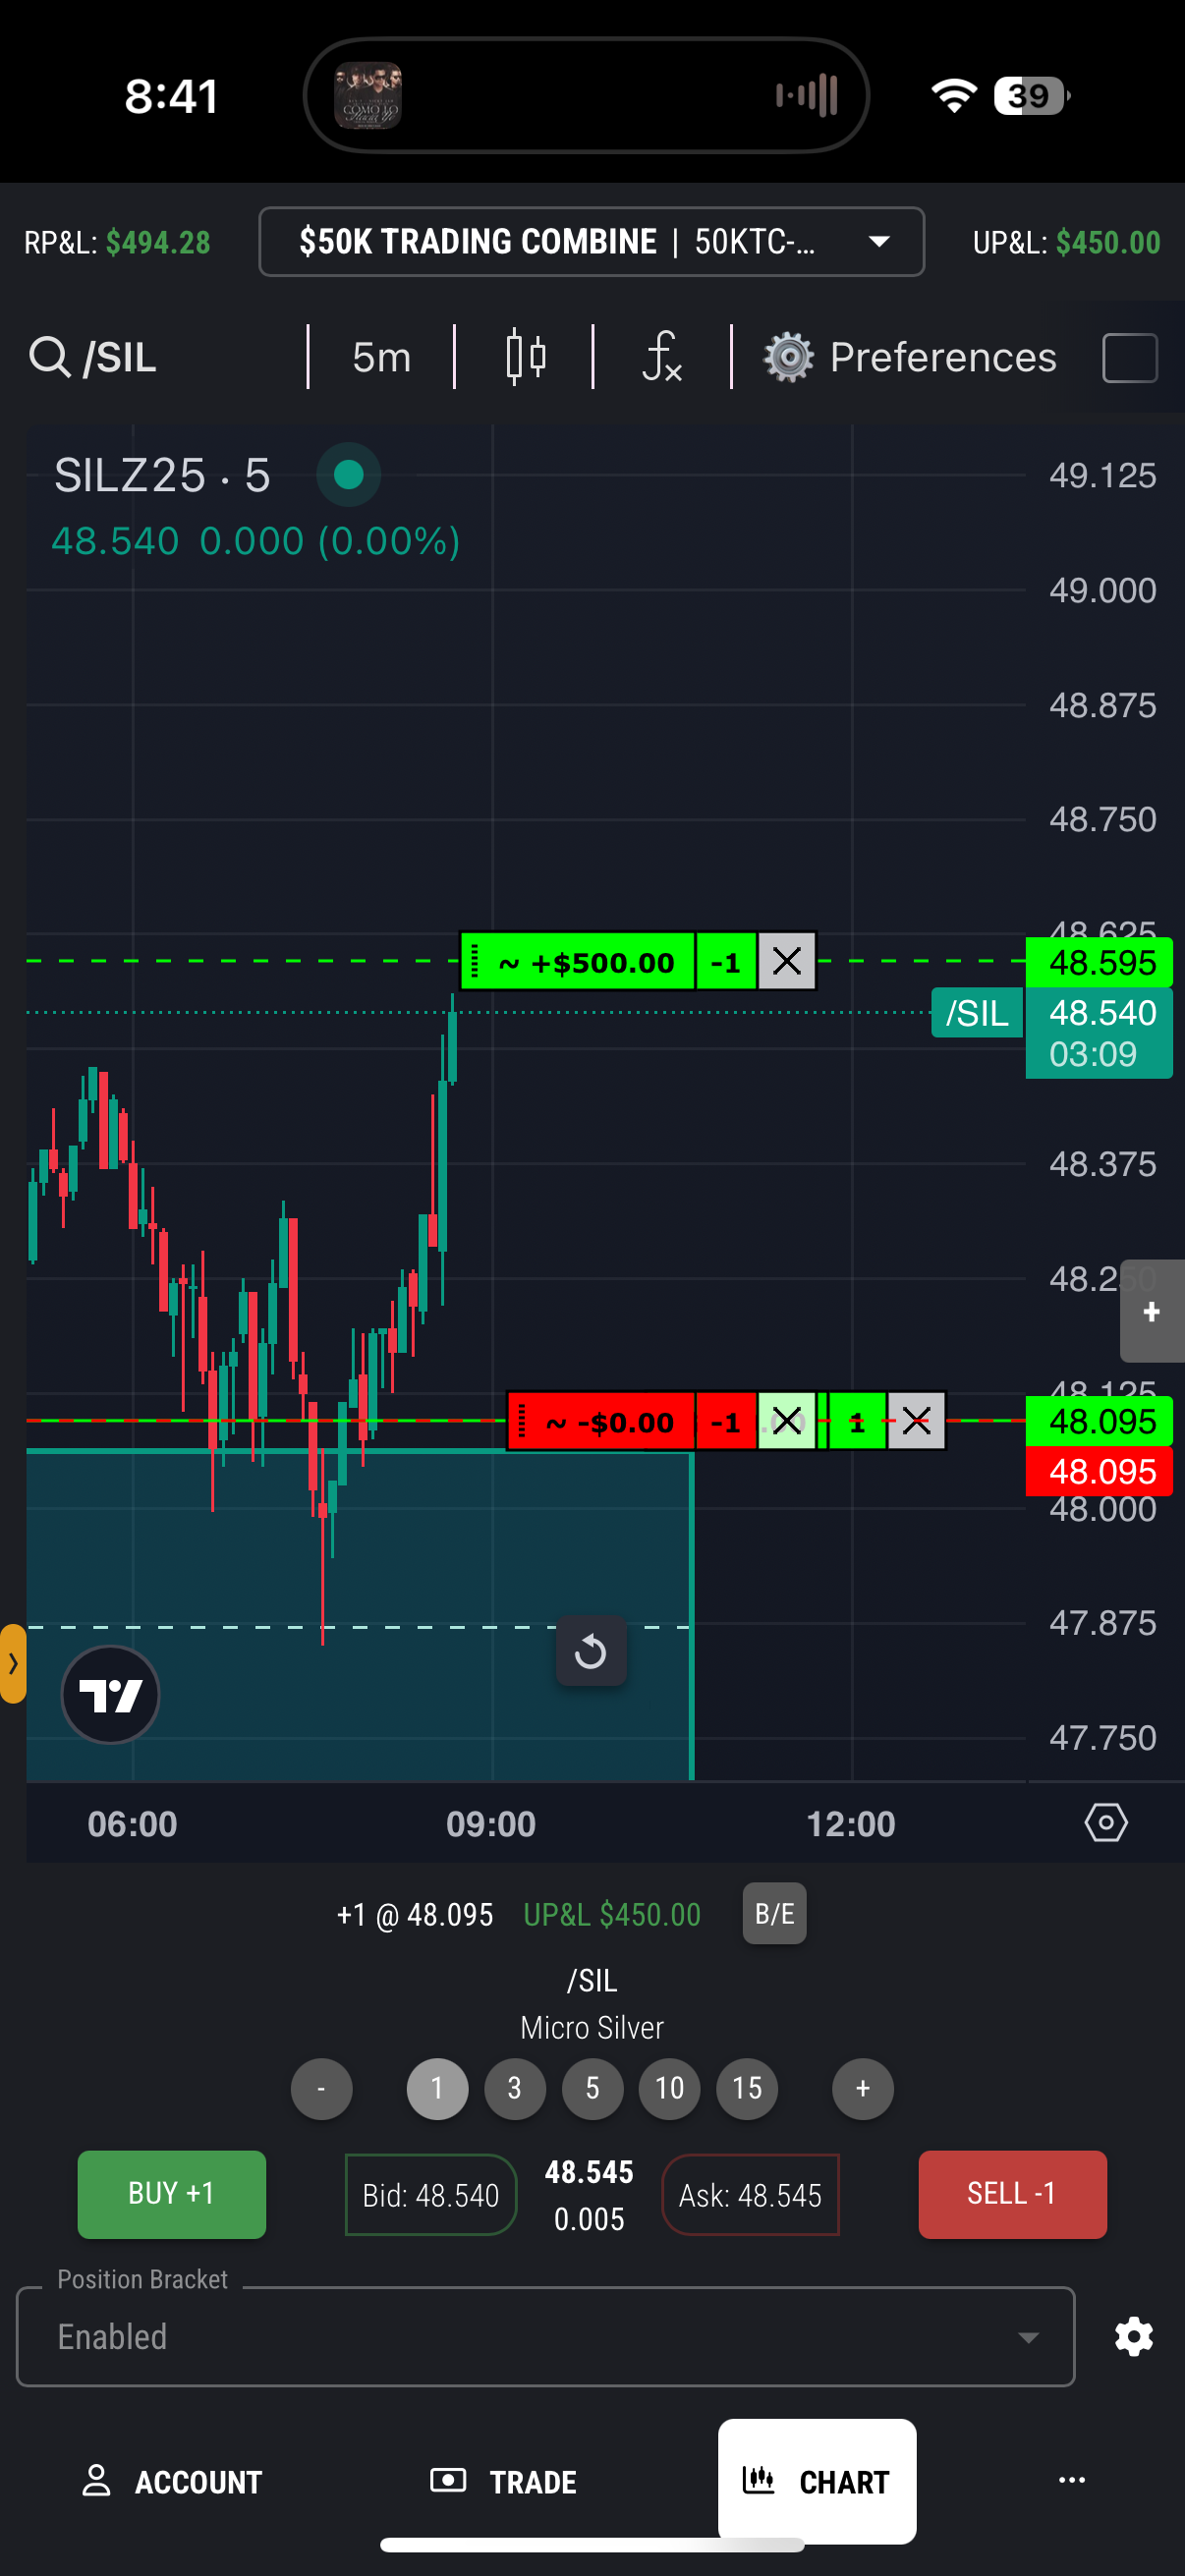 8:41
COMO LO
39
RP&L: $494.28
$50K TRADING COMBINE | 50KTC-...
UP&L: $450.00
/SIL
5m
Preferences
SILZ25 · 5
48.540 0.000 (0.00%)
49.125
49.000
48.875
48.750
48.625
~ +$500.00 -1
48.595
/SIL 48.540
03:09
48.375
48.250
+
48.125
~ -$0.00 -1 1
48.095
48.095
48.000
47.875
47.750
06:00 09:00 12:00
+1 @ 48.095 UP&L $450.00 B/E
/SIL
Micro Silver
- 1 3 5 10 15 +
BUY +1
Bid: 48.540
48.545
0.005
Ask: 48.545
SELL -1
Position Bracket
Enabled
ACCOUNT TRADE CHART ...